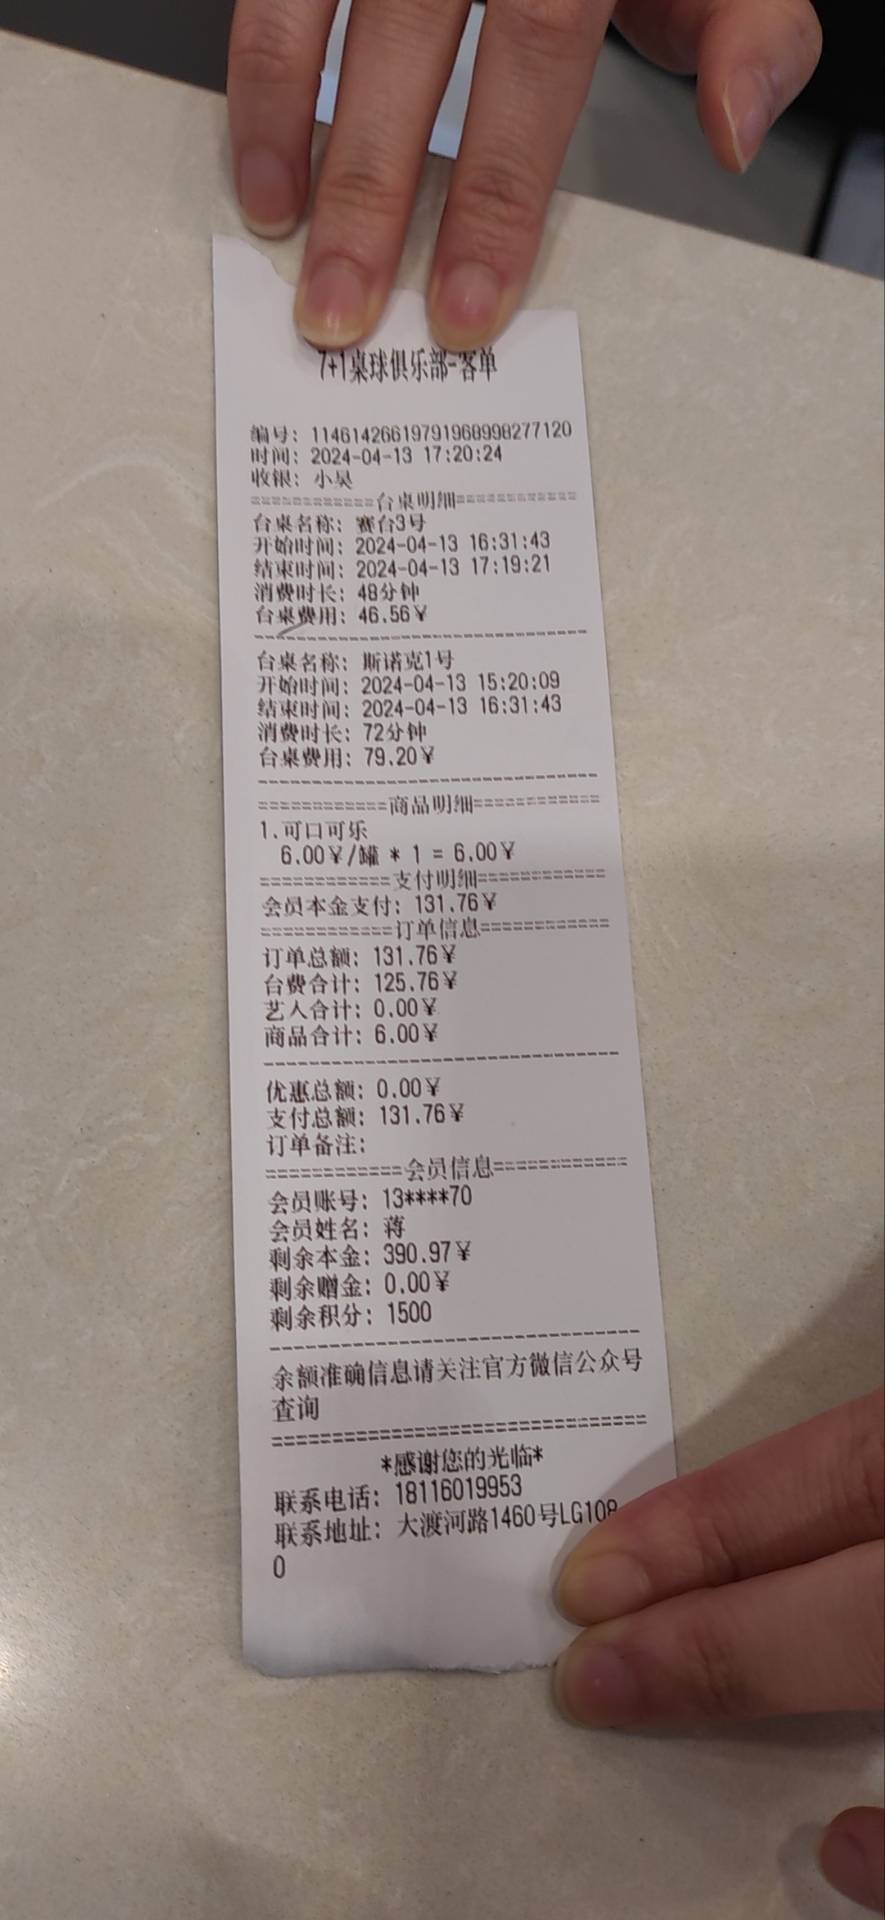 7+1桌球俱乐部-客单
编号: 1146142661979196899827​7120
时间: 2024-04-13 17:20:24
收银: 小吴
============台桌明细============
台桌名称: 赛台3号
开始时间: 2024-04-13 16:31:43
结束时间: 2024-04-13 17:19:21
消费时长: 48分钟
台桌费用: 46.56¥
--------------------------------
台桌名称: 斯诺克1号
开始时间: 2024-04-13 15:20:09
结束时间: 2024-04-13 16:31:43
消费时长: 72分钟
台桌费用: 79.20¥
--------------------------------
============商品明细============
1.可口可乐
6.00¥/罐 * 1 = 6.00¥
============支付明细============
会员本金支付: 131.76¥
============订单信息============
订单总额: 131.76¥
台费合计: 125.76¥
艺人合计: 0.00¥
商品合计: 6.00¥
--------------------------------
优惠总额: 0.00¥
支付总额: 131.76¥
订单备注:
============会员信息============
会员账号: 13****70
会员姓名: 蒋
剩余本金: 390.97¥
剩余赠金: 0.00¥
剩余积分: 1500
--------------------------------
余额准确信息请关注官方微信公众号
查询
================================
*感谢您的光临*
联系电话: 18116019953
联系地址: 大渡河路1460号LG108
0